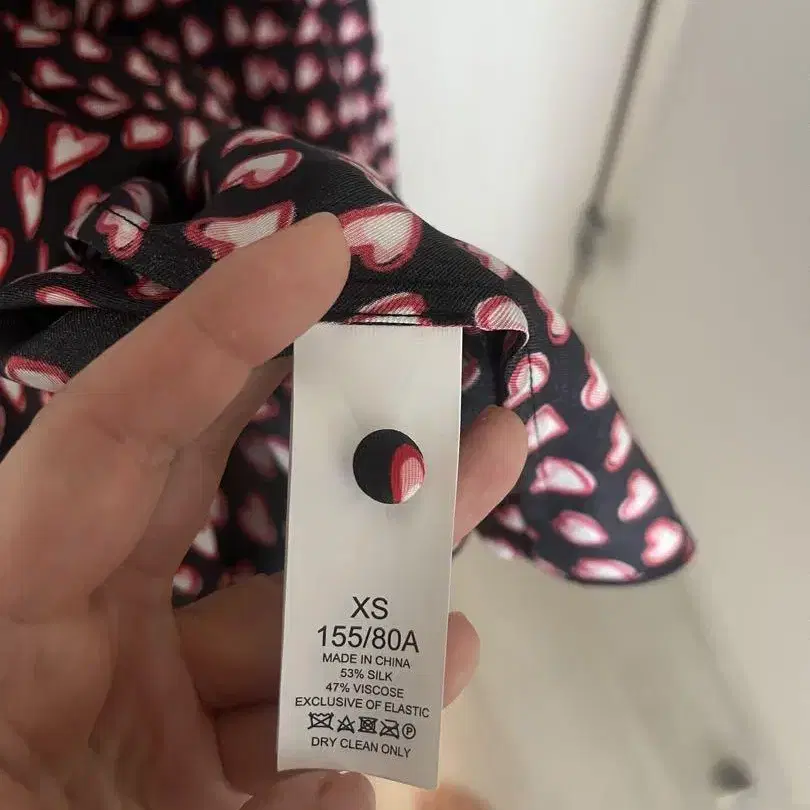 XS
155/80A
MADE IN CHINA
53% SILK
47% VISCOSE
EXCLUSIVE OF ELASTIC
P
DRY CLEAN ONLY